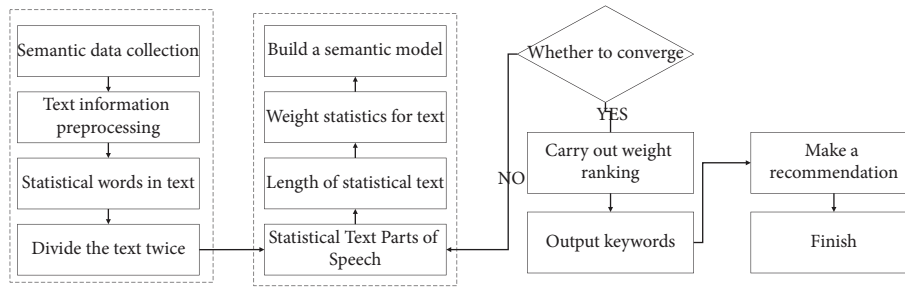 Semantic data collection
Text information
preprocessing
Statistical words in text
Divide the text twice
Build a semantic model
Weight statistics for text
Length of statistical text
Statistical Text Parts of
Speech
Whether to converge
YES
NO
Carry out weight
ranking
Output keywords
Make a
recommendation
Finish